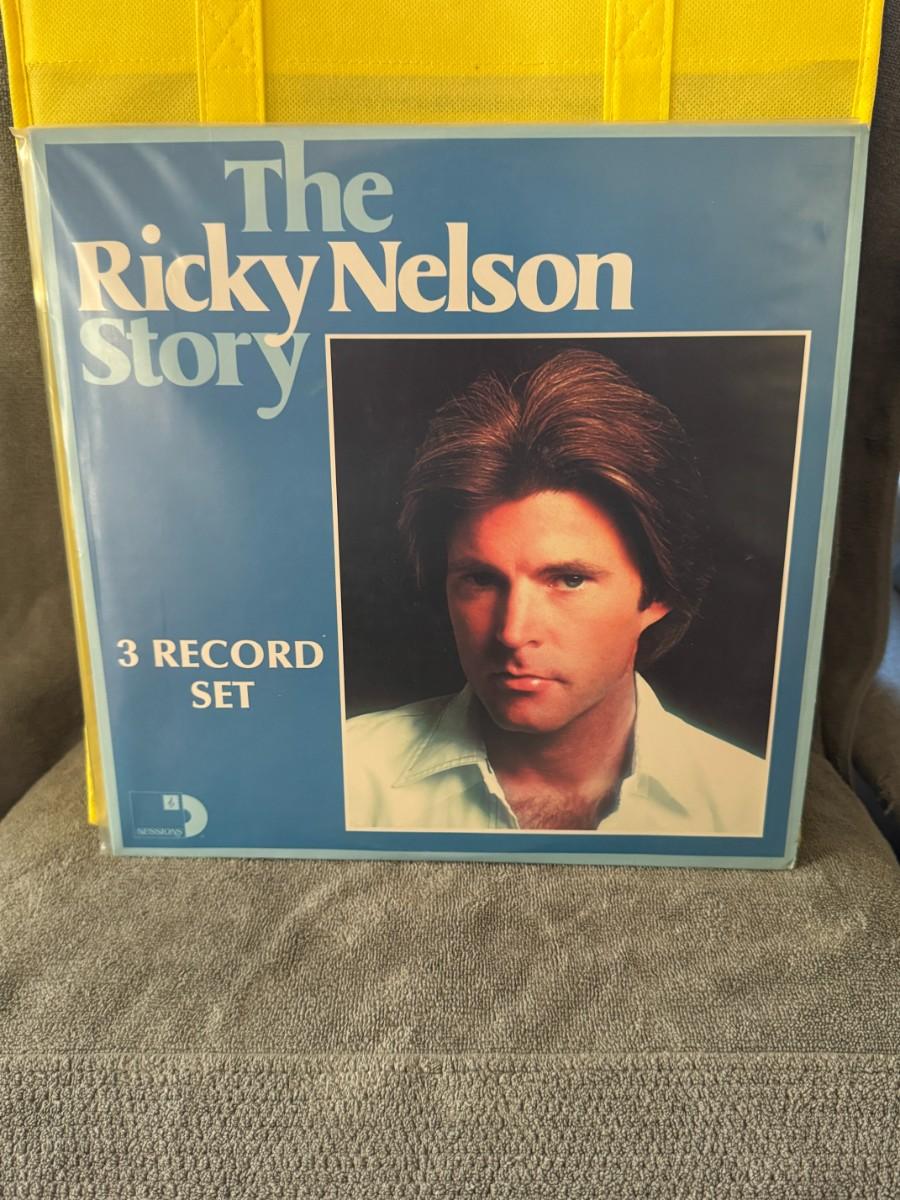 The
Ricky Nelson
Story
3 RECORD
SET
SESSIONS